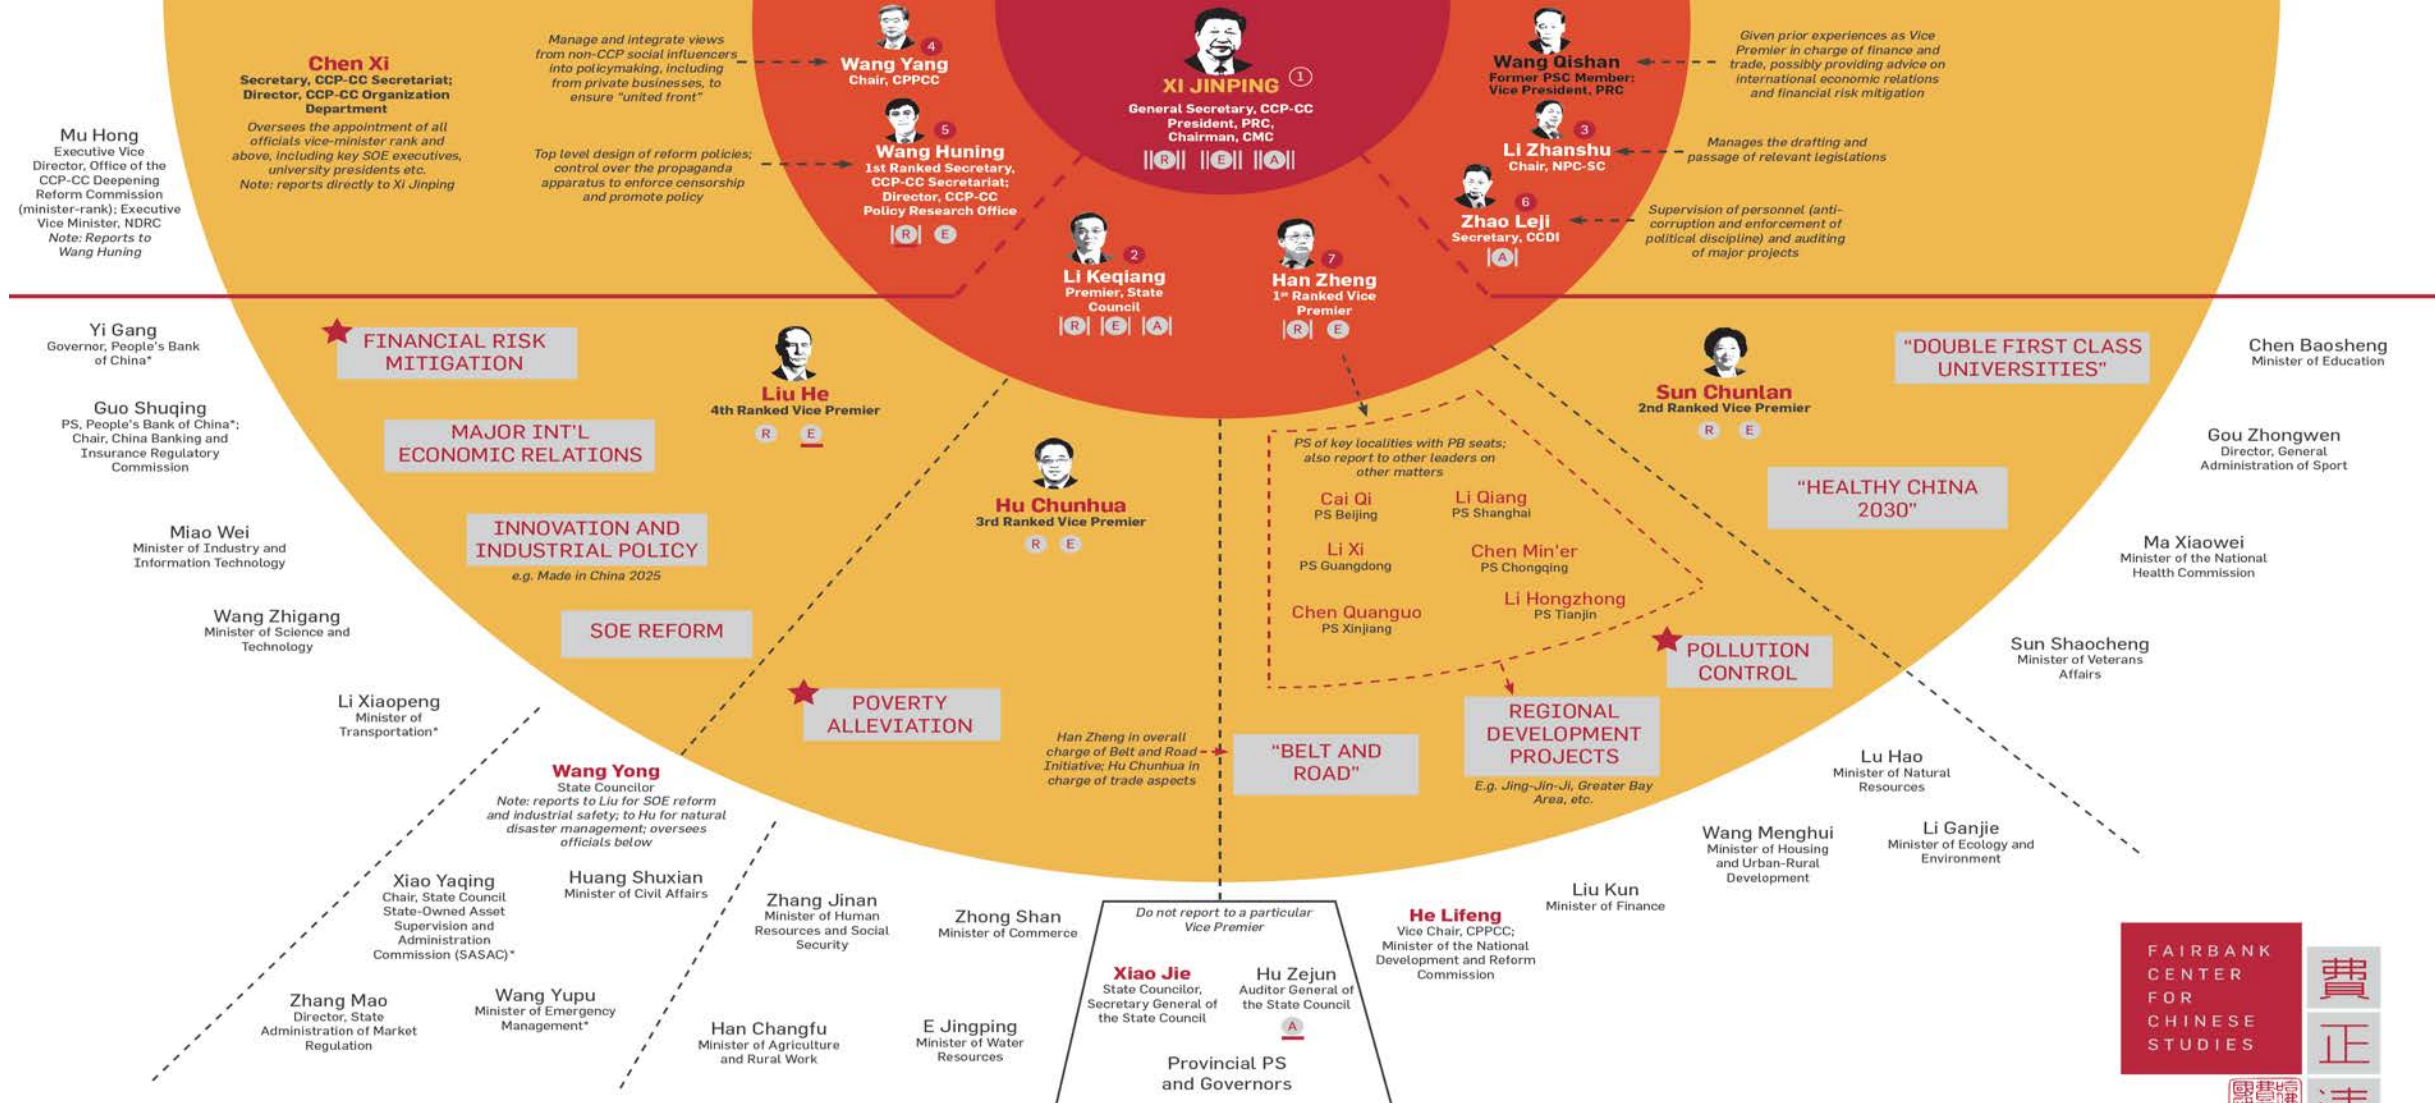 XI JINPING
1
General Secretary, CCP-CC
President, PRC,
Chairman, CMC
R E A
4
Wang Yang
Chair, CPPCC
Manage and integrate views
from non-CCP social influencers
into policymaking, including
from private businesses, to
ensure "united front"
5
Wang Huning
1st Ranked Secretary,
CCP-CC Secretariat;
Director, CCP-CC
Policy Research Office
R E
Top level design of reform policies;
control over the propaganda
apparatus to enforce censorship
and promote policy
Chen Xi
Secretary, CCP-CC Secretariat;
Director, CCP-CC Organization
Department
Oversees the appointment of all
officials vice-minister rank and
above, including key SOE executives,
university presidents etc.
Note: reports directly to Xi Jinping
Mu Hong
Executive Vice
Director, Office of the
CCP-CC Deepening
Reform Commission
(minister-rank); Executive
Vice Minister, NDRC
Note: Reports to
Wang Huning
Wang Qishan
Former PSC Member;
Vice President, PRC
Given prior experiences as Vice
Premier in charge of finance and
trade, possibly providing advice on
international economic relations
and financial risk mitigation
3
Li Zhanshu
Chair, NPC-SC
Manages the drafting and
passage of relevant legislations
6
Zhao Leji
Secretary, CCDI
A
Supervision of personnel (anti-
corruption and enforcement of
political discipline) and auditing
of major projects
2
Li Keqiang
Premier, State
Council
R E A
7
Han Zheng
1st Ranked Vice
Premier
R E
Yi Gang
Governor, People's Bank
of China*
Guo Shuqing
PS, People's Bank of China*;
Chair, China Banking and
Insurance Regulatory
Commission
Miao Wei
Minister of Industry and
Information Technology
Wang Zhigang
Minister of Science and
Technology
Li Xiaopeng
Minister of
Transportation*
FINANCIAL RISK
MITIGATION
MAJOR INT'L
ECONOMIC RELATIONS
INNOVATION AND
INDUSTRIAL POLICY
e.g. Made in China 2025
SOE REFORM
Liu He
4th Ranked Vice Premier
R E
Hu Chunhua
3rd Ranked Vice Premier
R E
POVERTY
ALLEVIATION
PS of key localities with PB seats;
also report to other leaders on
other matters
Cai Qi
PS Beijing
Li Qiang
PS Shanghai
Li Xi
PS Guangdong
Chen Min'er
PS Chongqing
Chen Quanguo
PS Xinjiang
Li Hongzhong
PS Tianjin
Han Zheng in overall
charge of Belt and Road
Initiative; Hu Chunhua in
charge of trade aspects
"BELT AND
ROAD"
REGIONAL
DEVELOPMENT
PROJECTS
E.g. Jing-Jin-Ji, Greater Bay
Area, etc.
POLLUTION
CONTROL
Sun Chunlan
2nd Ranked Vice Premier
R E
"DOUBLE FIRST CLASS
UNIVERSITIES"
"HEALTHY CHINA
2030"
Chen Baosheng
Minister of Education
Gou Zhongwen
Director, General
Administration of Sport
Ma Xiaowei
Minister of the National
Health Commission
Sun Shaocheng
Minister of Veterans
Affairs
Wang Yong
State Councilor
Note: reports to Liu for SOE reform
and industrial safety; to Hu for natural
disaster management; oversees
officials below
Xiao Yaqing
Chair, State Council
State-Owned Asset
Supervision and
Administration
Commission (SASAC)*
Huang Shuxian
Minister of Civil Affairs
Zhang Mao
Director, State
Administration of Market
Regulation
Wang Yupu
Minister of Emergency
Management*
Zhang Jinan
Minister of Human
Resources and Social
Security
Zhong Shan
Minister of Commerce
Han Changfu
Minister of Agriculture
and Rural Work
E Jingping
Minister of Water
Resources
Do not report to a particular
Vice Premier
Xiao Jie
State Councilor,
Secretary General of
the State Council
Hu Zejun
Auditor General of
the State Council
A
Provincial PS
and Governors
He Lifeng
Vice Chair, CPPCC;
Minister of the National
Development and Reform
Commission
Liu Kun
Minister of Finance
Wang Menghui
Minister of Housing
and Urban-Rural
Development
Lu Hao
Minister of Natural
Resources
Li Ganjie
Minister of Ecology and
Environment
FAIRBANK
CENTER
FOR
CHINESE
STUDIES
費
正